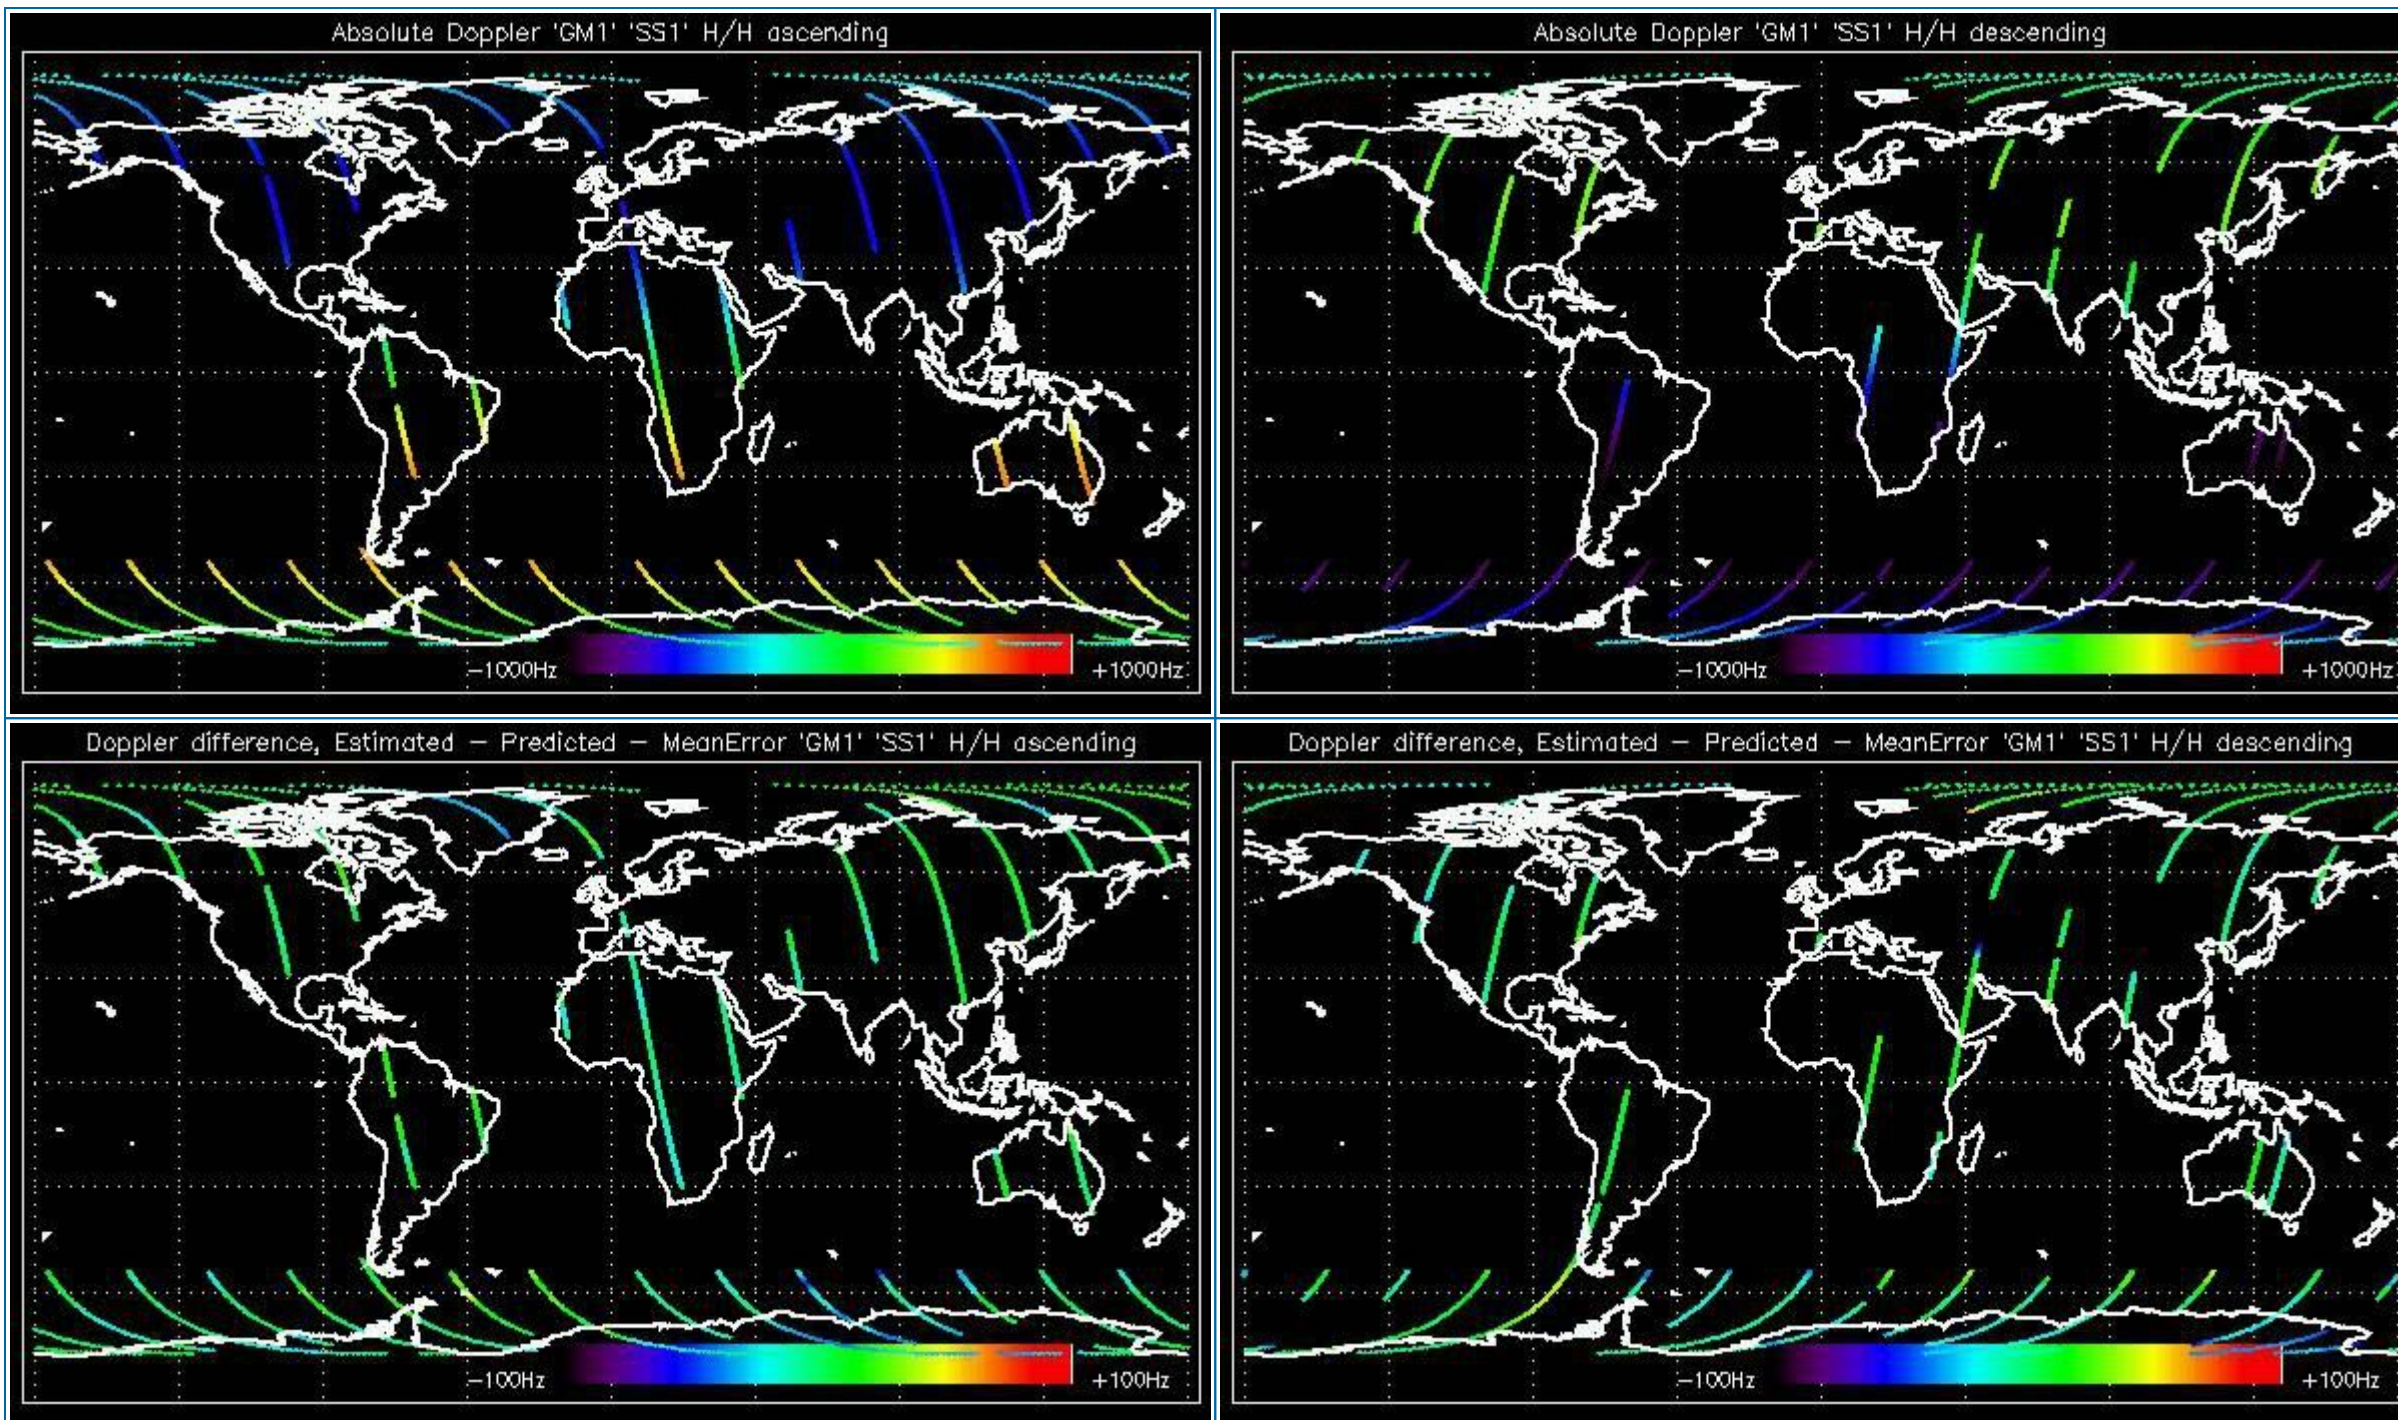 Absolute Doppler 'GM1' 'SS1' H/H ascending
-1000Hz
+1000Hz
Absolute Doppler 'GM1' 'SS1' H/H descending
-1000Hz
+1000Hz
Doppler difference, Estimated - Predicted - MeanError 'GM1' 'SS1' H/H ascending
-100Hz
+100Hz
Doppler difference, Estimated - Predicted - MeanError 'GM1' 'SS1' H/H descending
-100Hz
+100Hz